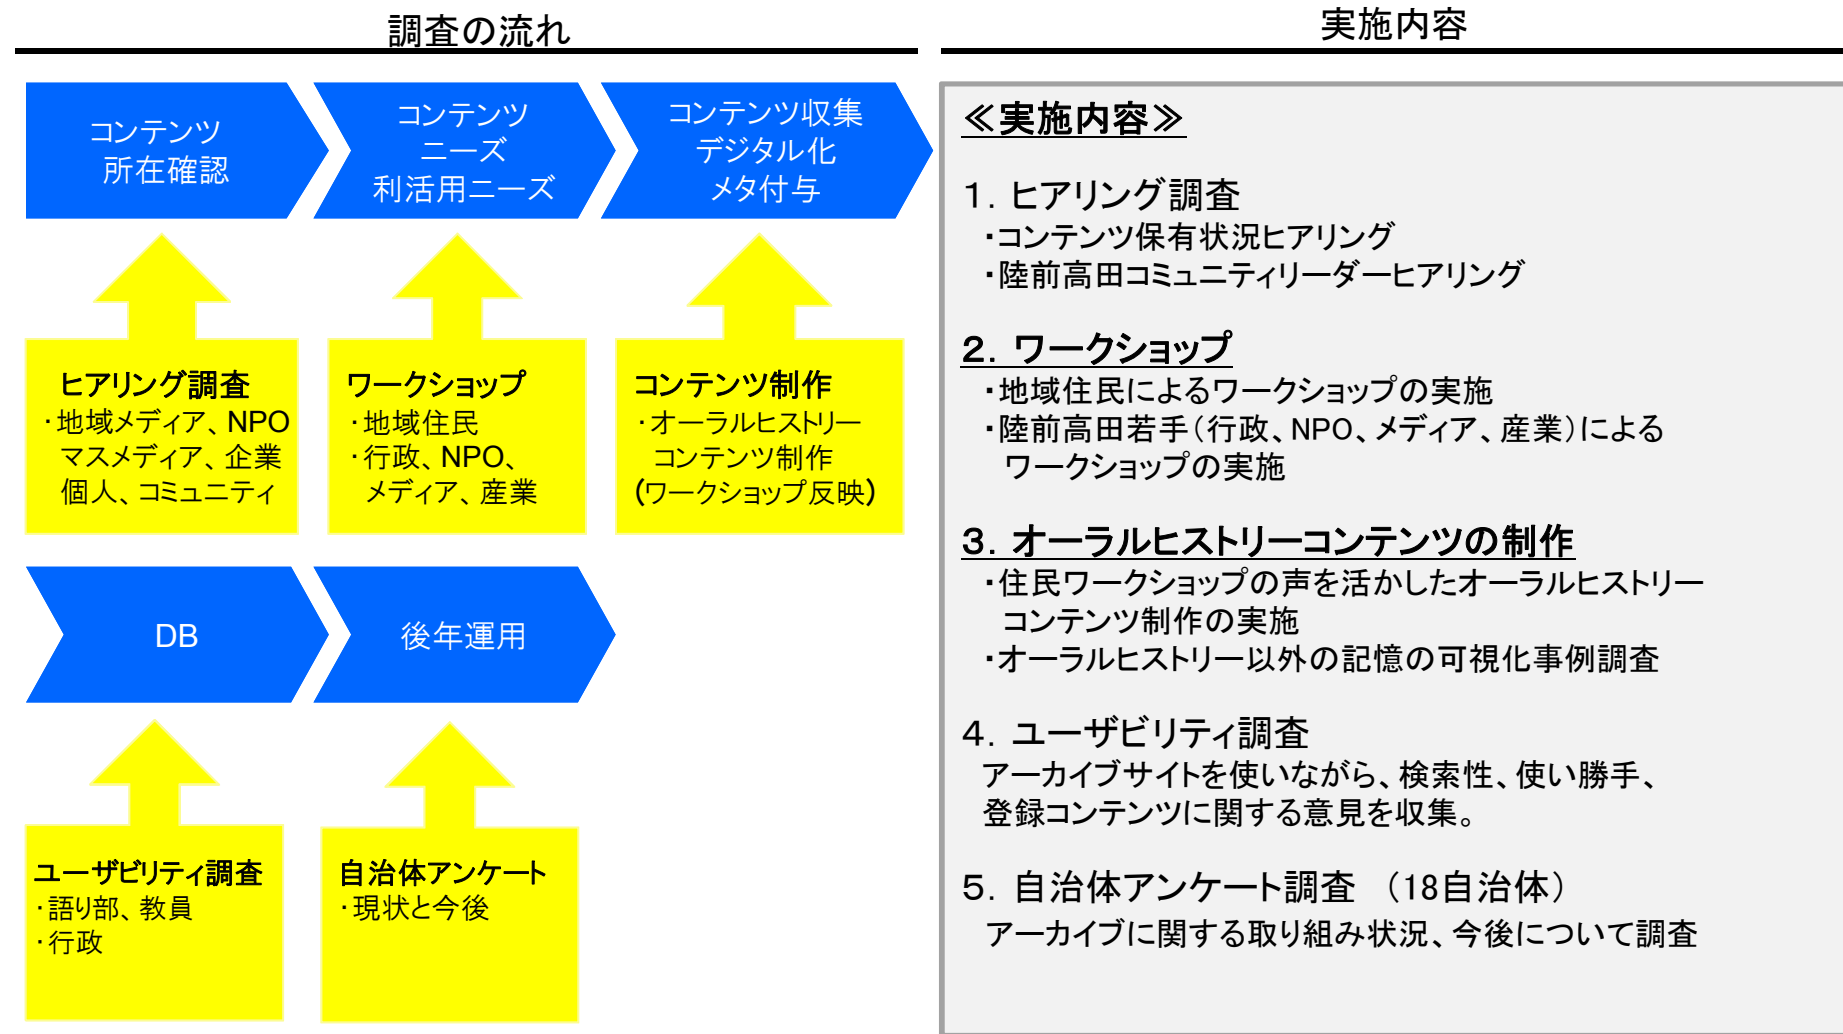 調査の流れ
実施内容
コンテンツ
所在確認
コンテンツ
ニーズ
利活用ニーズ
コンテンツ収集
デジタル化
メタ付与
ヒアリング調査
・地域メディア、NPO
マスメディア、企業
個人、コミュニティ
ワークショップ
・地域住民
・行政、NPO、
メディア、産業
コンテンツ制作
・オーラルヒストリー
コンテンツ制作
(ワークショップ反映)
DB
後年運用
ユーザビリティ調査
・語り部、教員
・行政
自治体アンケート
・現状と今後
≪実施内容≫
１．ヒアリング調査
・コンテンツ保有状況ヒアリング
・陸前高田コミュニティリーダーヒアリング
２．ワークショップ
・地域住民によるワークショップの実施
・陸前高田若手（行政、NPO、メディア、産業）による
ワークショップの実施
３．オーラルヒストリーコンテンツの制作
・住民ワークショップの声を活かしたオーラルヒストリー
コンテンツ制作の実施
・オーラルヒストリー以外の記憶の可視化事例調査
４．ユーザビリティ調査
アーカイブサイトを使いながら、検索性、使い勝手、
登録コンテンツに関する意見を収集。
５．自治体アンケート調査　（18自治体）
アーカイブに関する取り組み状況、今後について調査